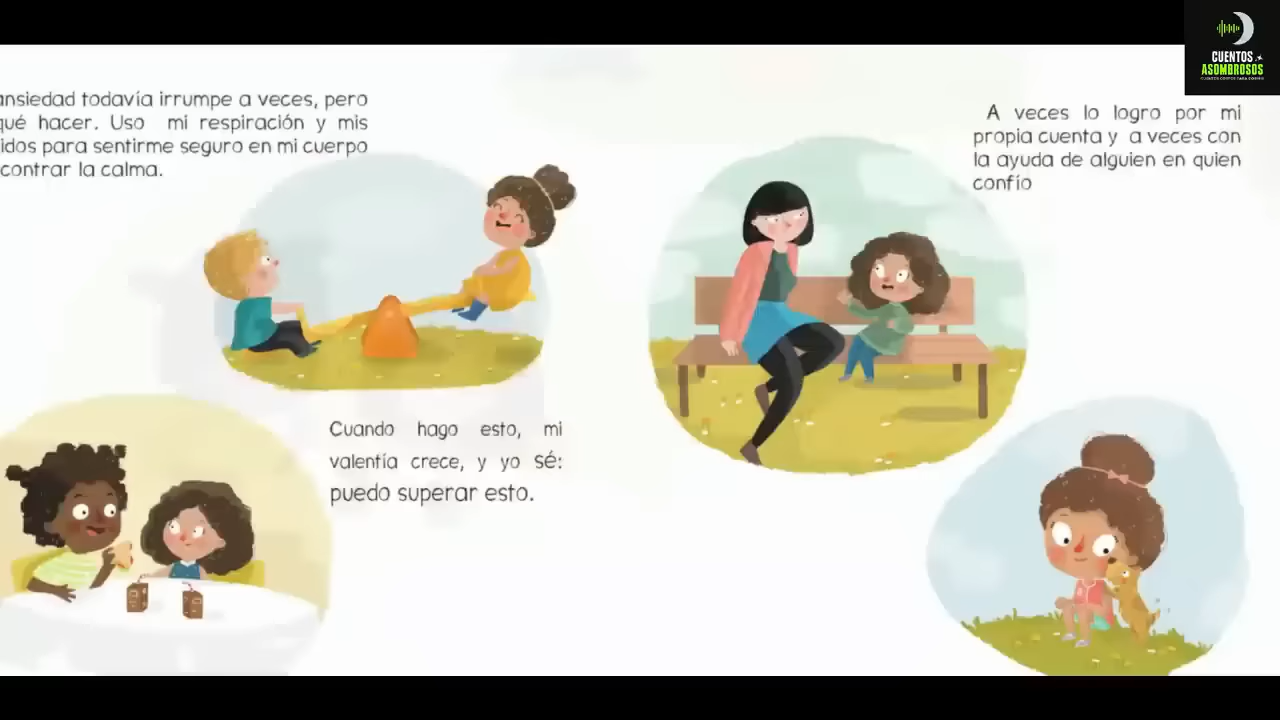 ansiedad todavía irrumpe a veces, pero
qué hacer. Uso mi respiración y mis
idos para sentirme seguro en mi cuerpo
contrar la calma.
Cuando hago esto, mi
valentía crece, y yo sé:
puedo superar esto.
A veces lo logro por mi
propia cuenta y a veces con
la ayuda de alguien en quien
confío
CUENTOS
ASOMBROSOS